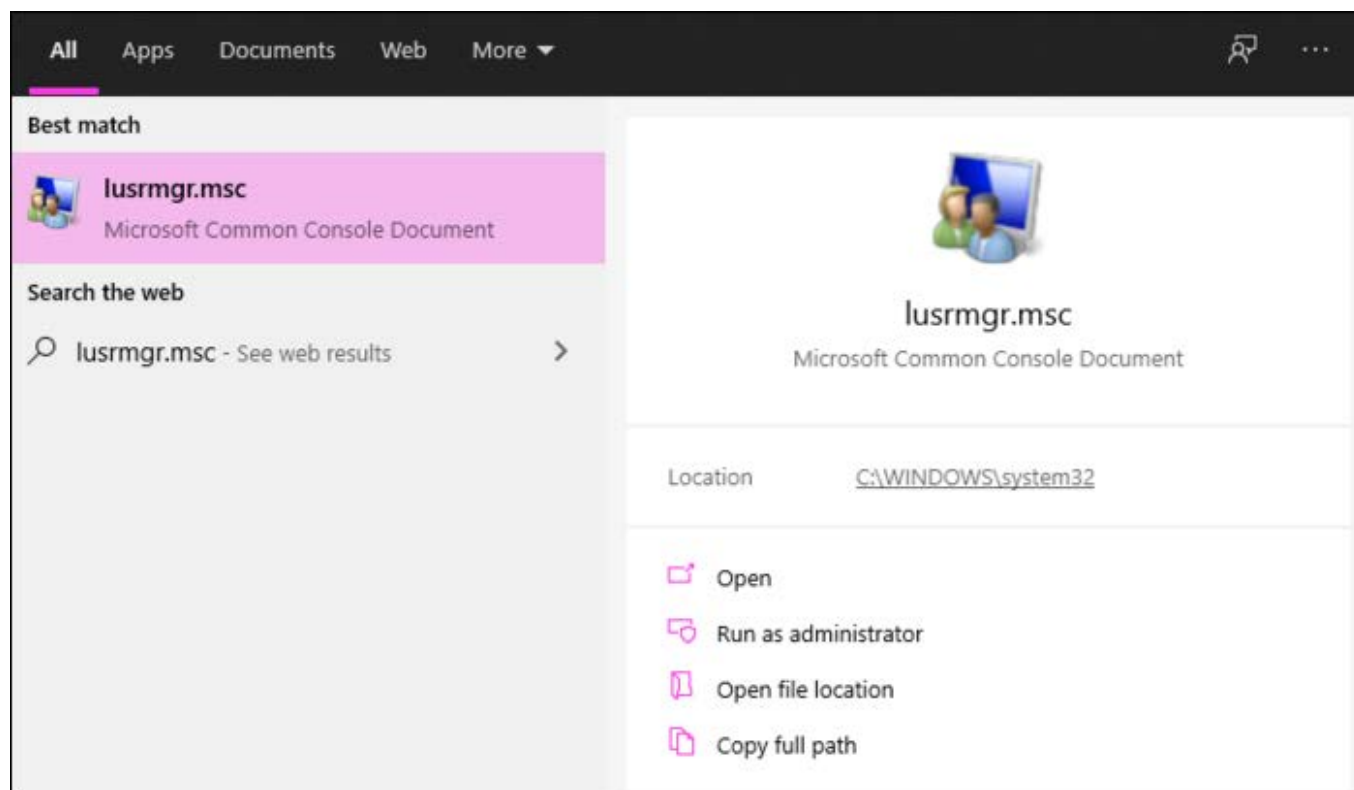 All Apps Documents Web More
Best match
lusrmgr.msc
Microsoft Common Console Document
Search the web
lusrmgr.msc - See web results
lusrmgr.msc
Microsoft Common Console Document
Location C:\WINDOWS\system32
Open
Run as administrator
Open file location
Copy full path